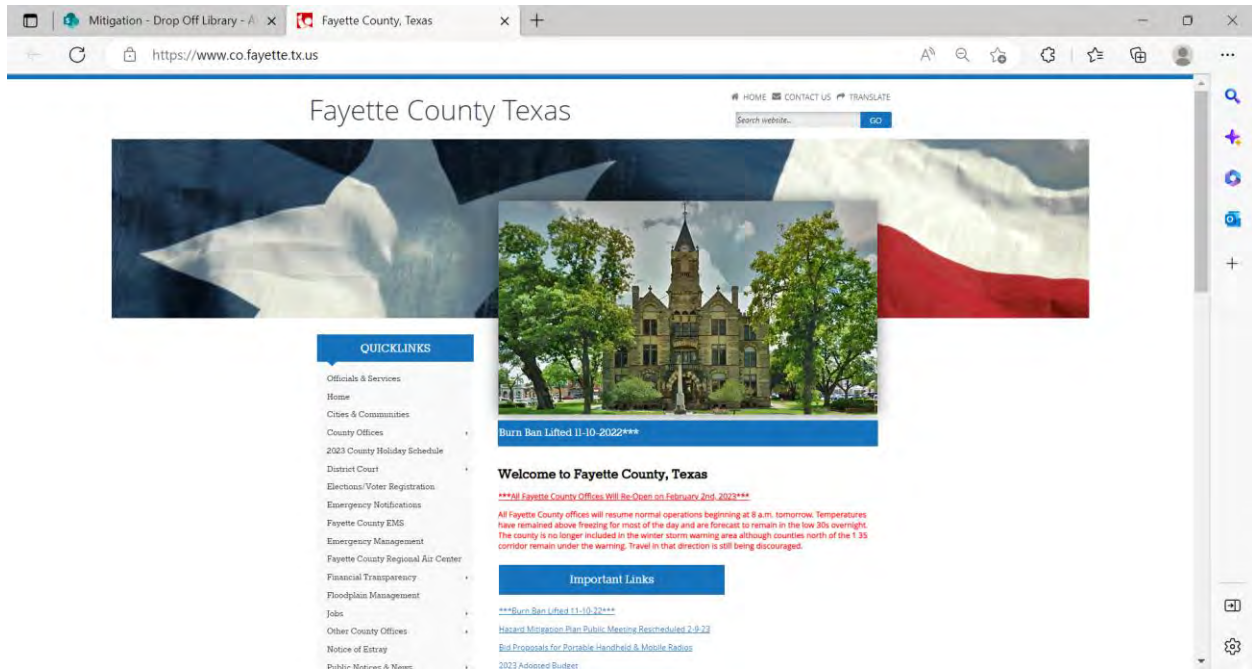 Mitigation - Drop Off Library - A
Fayette County, Texas
https://www.co.fayette.tx.us
Fayette County Texas
HOME CONTACT US TRANSLATE
Search website...
GO
QUICKLINKS
Officials & Services
Home
Cities & Communities
County Offices
2023 County Holiday Schedule
District Court
Elections/Voter Registration
Emergency Notifications
Fayette County EMS
Emergency Management
Fayette County Regional Air Center
Financial Transparency
Floodplain Management
Jobs
Other County Offices
Notice of Estray
Public Notices & News
Burn Ban Lifted 11-10-2022***
Welcome to Fayette County, Texas
***All Fayette County Offices Will Re-Open on February 2nd, 2023***
All Fayette County offices will resume normal operations beginning at 8 a.m. tomorrow. Temperatures
have remained above freezing for most of the day and are forecast to remain in the low 30s overnight.
The county is no longer included in the winter storm warning area although counties north of the 1 35
corridor remain under the warning. Travel in that direction is still being discouraged.
Important Links
***Burn Ban Lifted 11-10-22***
Hazard Mitigation Plan Public Meeting Rescheduled 2-9-23
Bid Proposals for Portable Handheld & Mobile Radios
2023 Adopted Budget